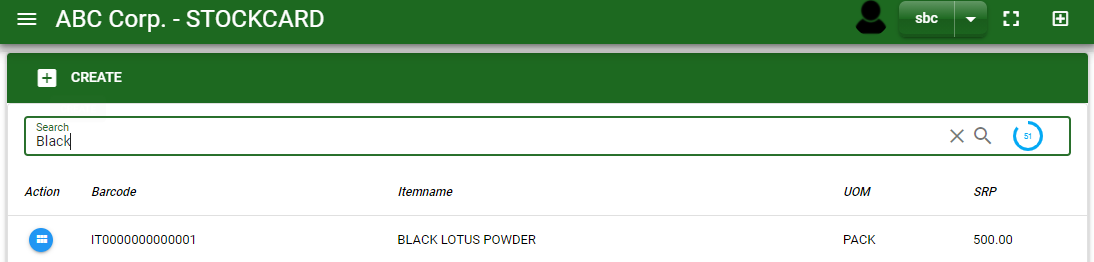 ABC Corp. - STOCKCARD
sbc
CREATE
Search
Black
51
Action Barcode Itemname UOM SRP
IT0000000000001 BLACK LOTUS POWDER PACK 500.00